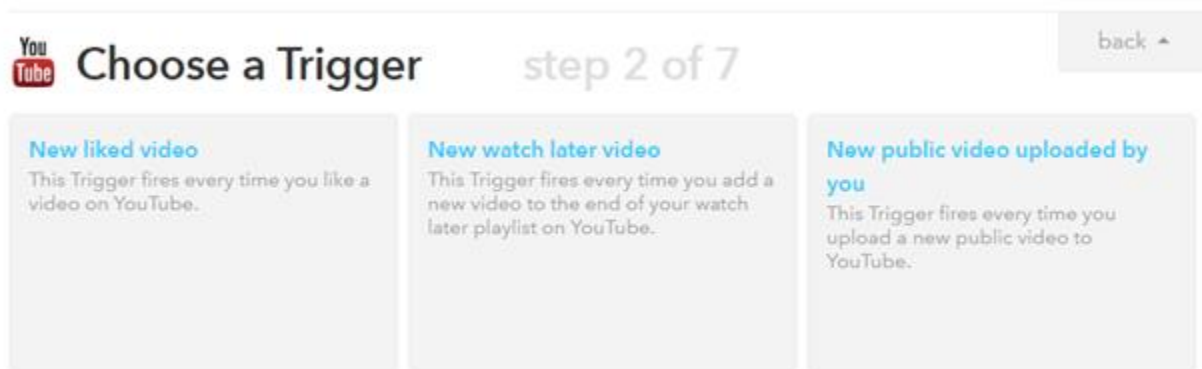 You
Tube
Choose a Trigger
step 2 of 7
back
New liked video
This Trigger fires every time you like a
video on YouTube.
New watch later video
This Trigger fires every time you add a
new video to the end of your watch
later playlist on YouTube.
New public video uploaded by
you
This Trigger fires every time you
upload a new public video to
YouTube.